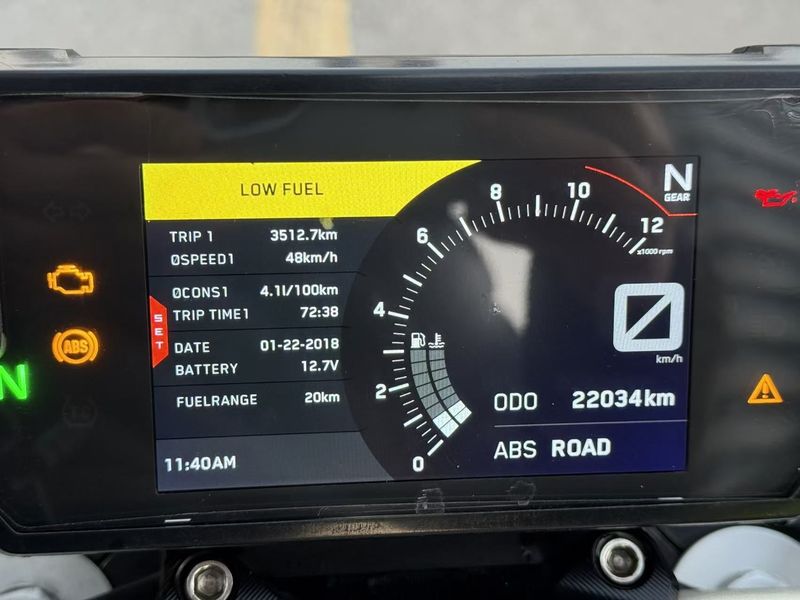 LOW FUEL
N
GEAR
TRIP 1 3512.7km
ØSPEED1 48km/h
ØCONS1 4.1l/100km
TRIP TIME1 72:38
DATE 01-22-2018
BATTERY 12.7V
FUELRANGE 20km
11:40AM
SET
0
2
4
6
8
10
12
x1000 rpm
0
km/h
ODO 22034km
ABS ROAD
ABS
N